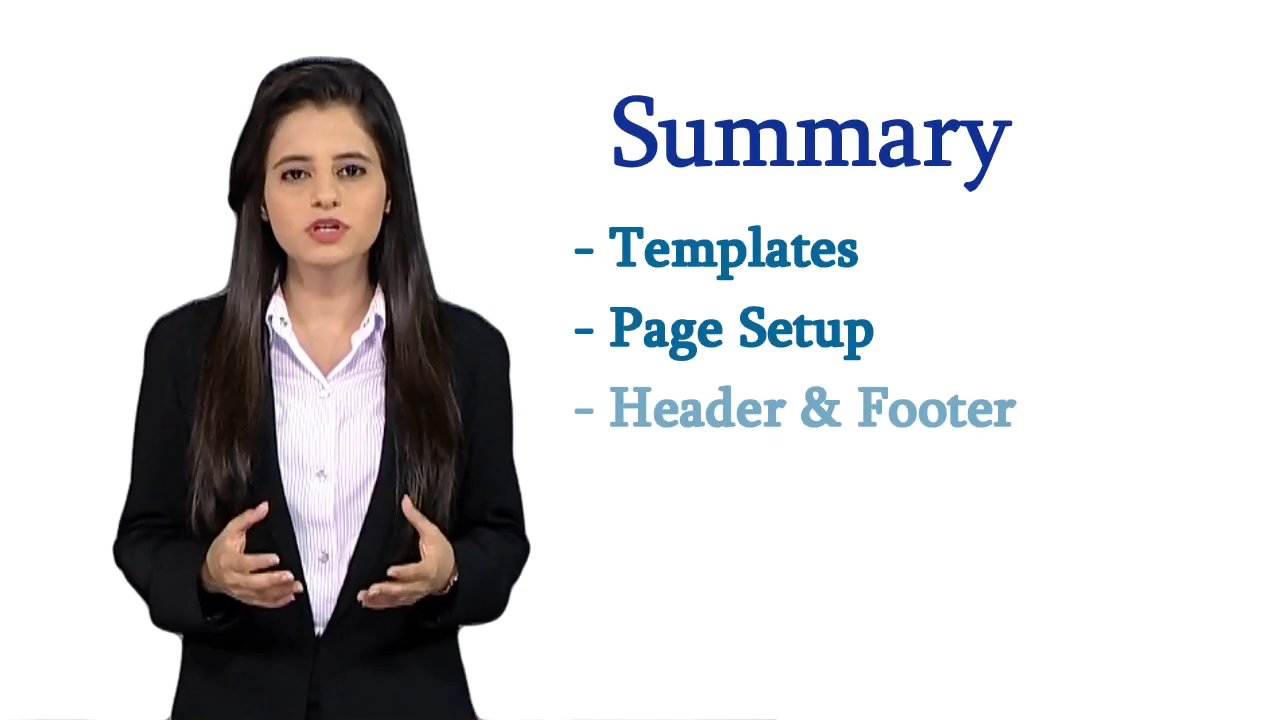 Summary
- Templates
- Page Setup
- Header & Footer